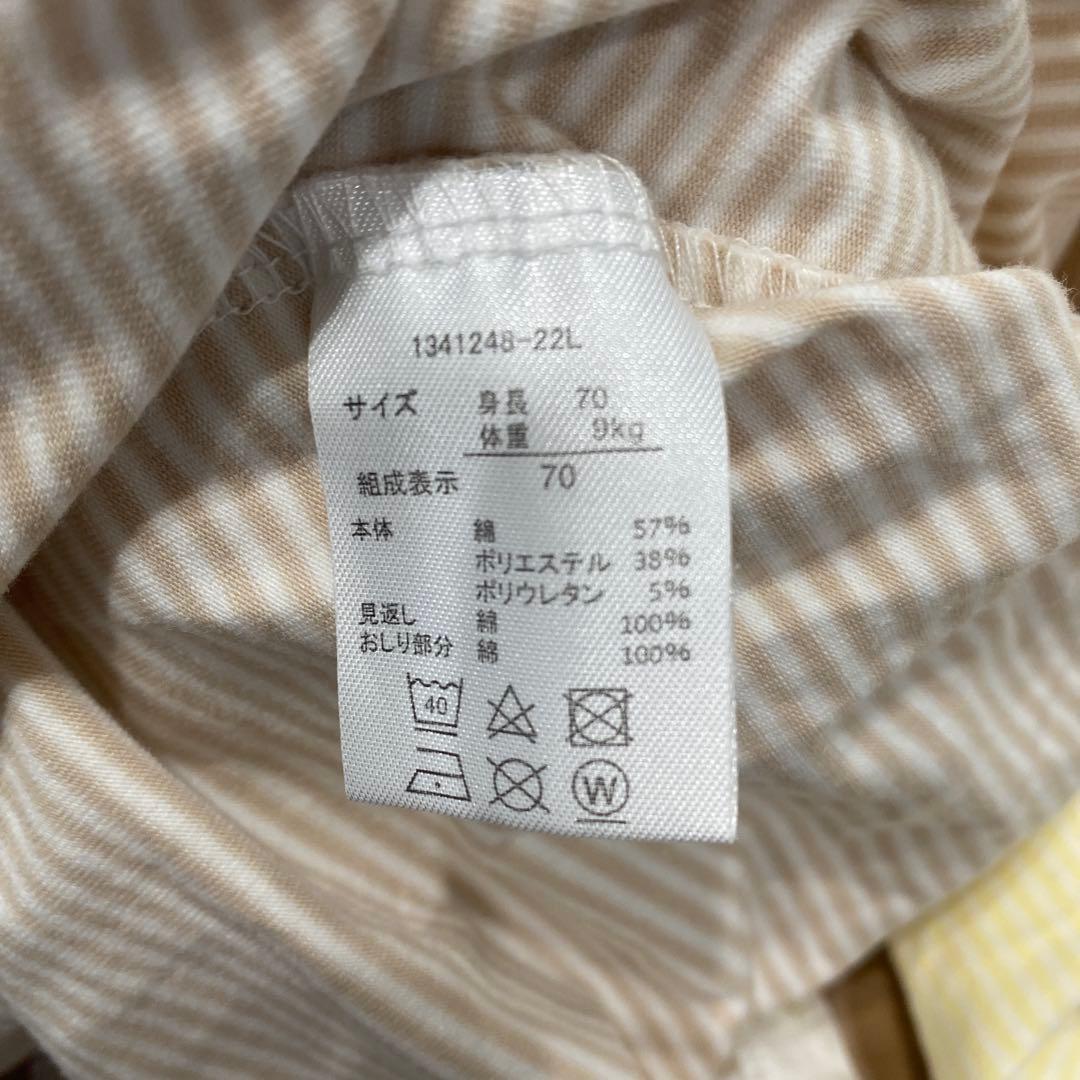 1341248-22L
サイズ 身長 70
体重 9kg
組成表示 70
本体 綿 57%
ポリエステル 38%
ポリウレタン 5%
見返し 綿 100%
おしり部分 綿 100%
40
W